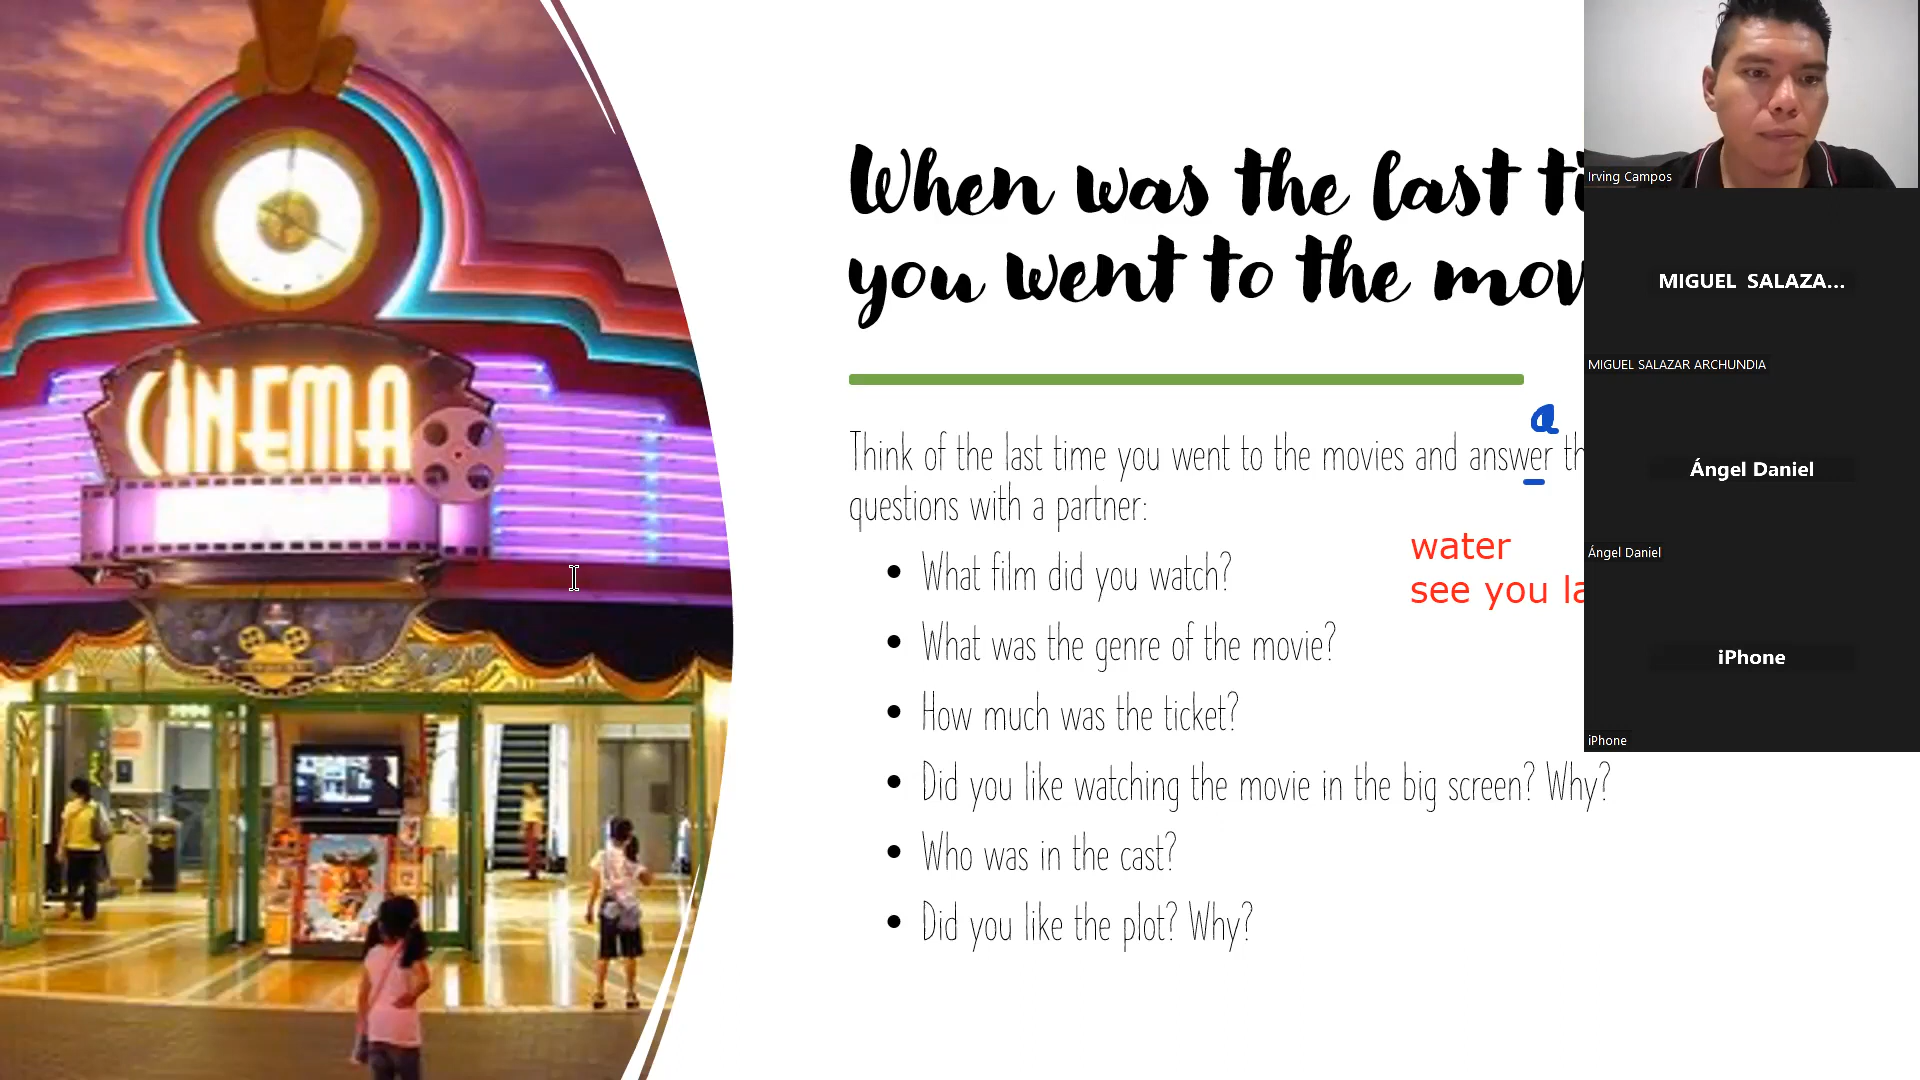 CINEMA
When was the last ti
you went to the mov
a
Think of the last time you went to the movies and answer th
questions with a partner:
water
see you la
• What film did you watch?
• What was the genre of the movie?
• How much was the ticket?
• Did you like watching the movie in the big screen? Why?
• Who was in the cast?
• Did you like the plot? Why?
Irving Campos
MIGUEL SALAZA...
MIGUEL SALAZAR ARCHUNDIA
Ángel Daniel
Ángel Daniel
iPhone
iPhone